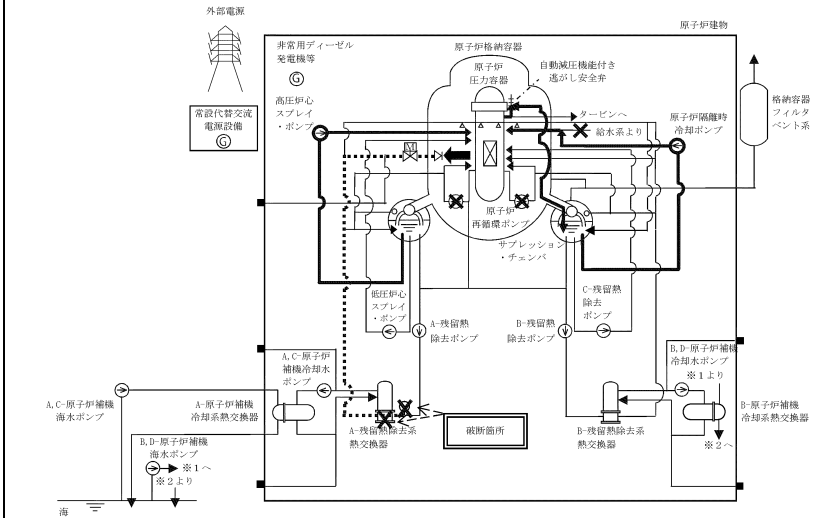 外部電源
原子炉建物
非常用ディーゼル
発電機等
G
原子炉格納容器
原子炉
圧力容器
自動減圧機能付き
逃がし安全弁
格納容器
フィルタ
ベント系
常設代替交流
電源設備
G
高圧炉心
スプレイ
・ポンプ
タービンへ
給水系より
原子炉隔離時
冷却ポンプ
原子炉
再循環ポンプ
サプレッション
・チェンバ
低圧炉心
スプレイ
・ポンプ
A-残留熱
除去ポンプ
B-残留熱
除去ポンプ
C-残留熱
除去
ポンプ
A,C-原子炉補
機冷却水
ポンプ
B,D-原子炉補機
冷却水ポンプ
※1より
A,C-原子炉補機
海水ポンプ
A-原子炉補機
冷却系熱交換器
B-原子炉補機
冷却系熱交換器
B,D-原子炉補機
海水ポンプ
※1へ
※2より
A-残留熱除去系
熱交換器
破断箇所
B-残留熱除去系
熱交換器
※2へ
海